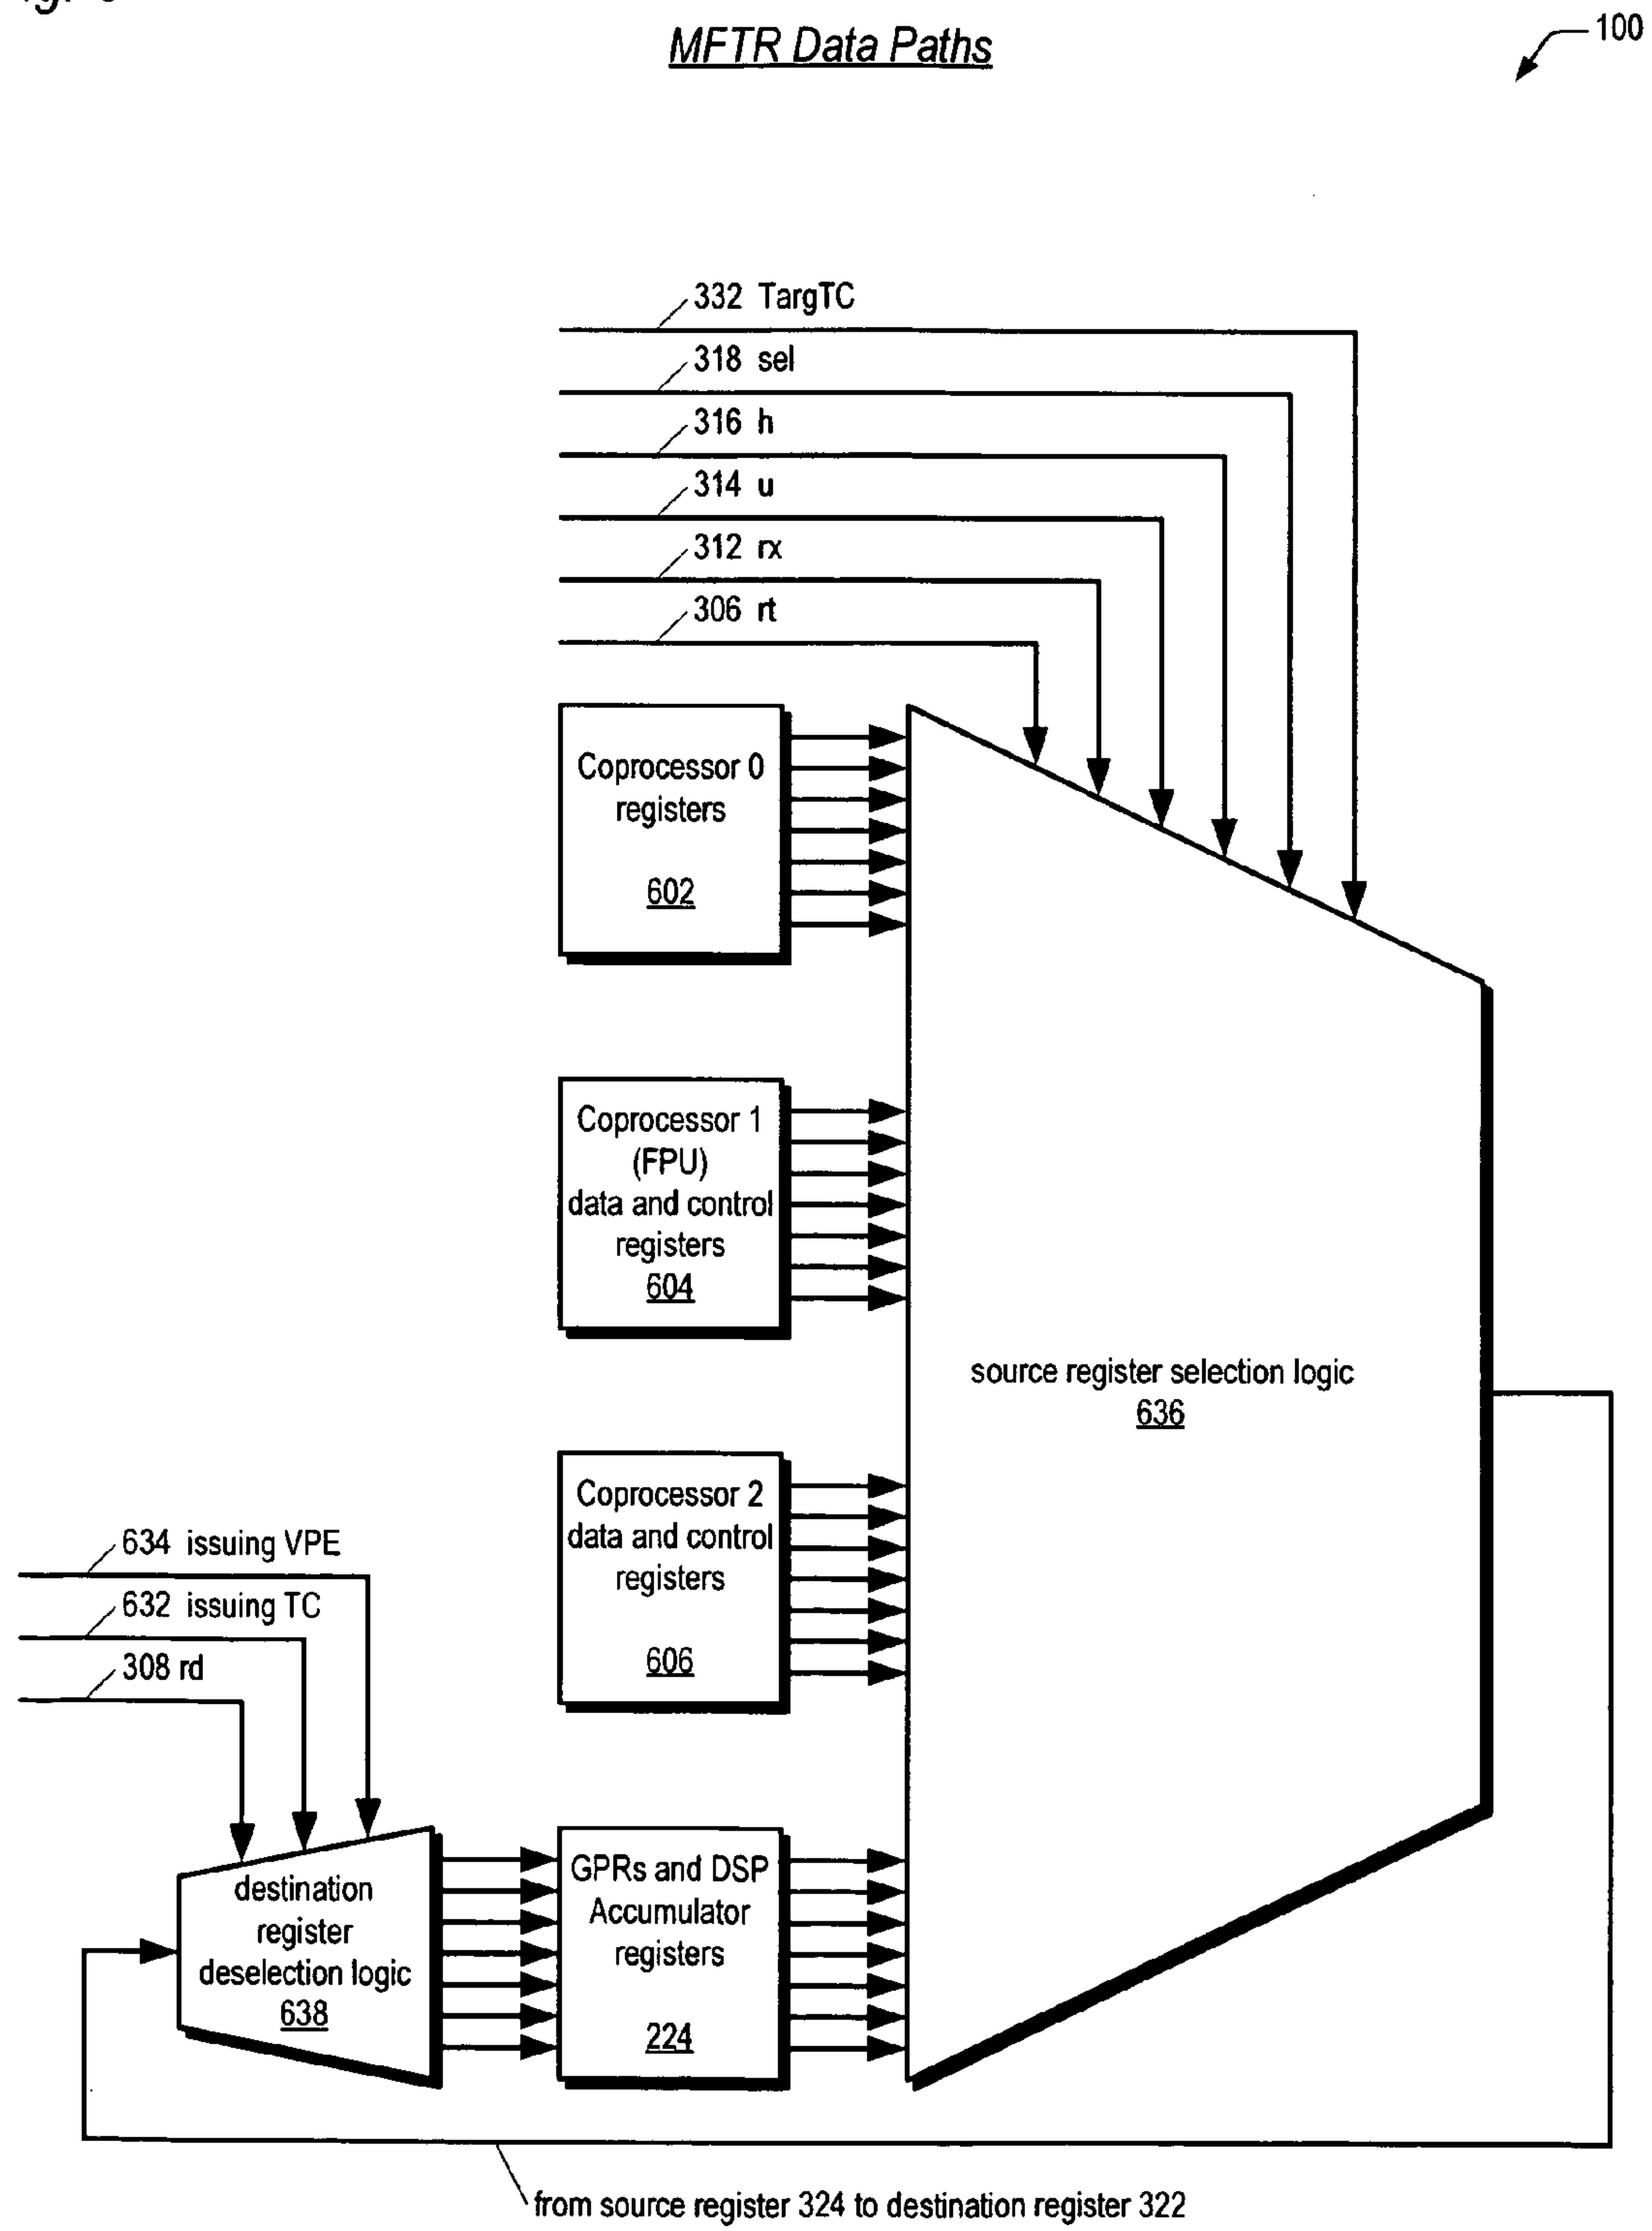 MFTR Data Paths
100
332 TargTC
318 sel
316 h
314 u
312 rx
306 rt
Coprocessor 0
registers
602
Coprocessor 1
(FPU)
data and control
registers
604
source register selection logic
636
Coprocessor 2
data and control
registers
606
634 issuing VPE
632 issuing TC
308 rd
destination
register
deselection logic
638
GPRs and DSP
Accumulator
registers
224
from source register 324 to destination register 322